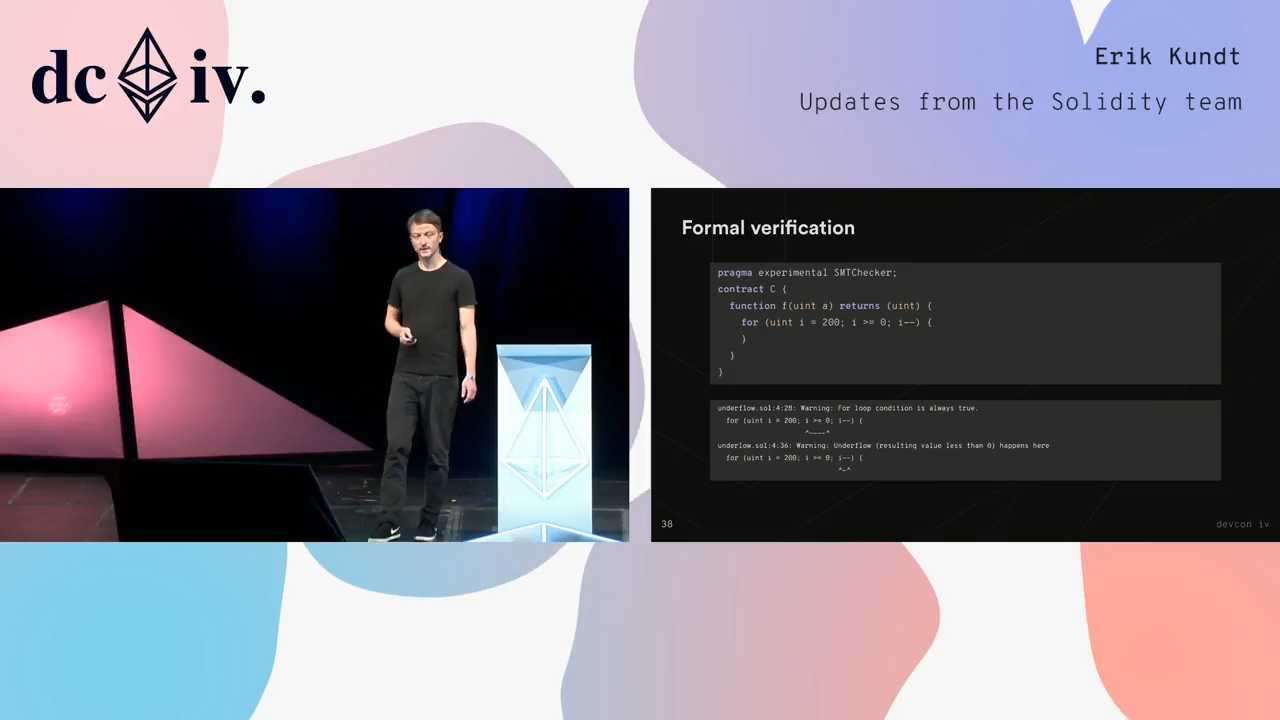 dc iv.
Erik Kundt
Updates from the Solidity team
Formal verification
pragma experimental SMTChecker;
contract C {
function f(uint a) returns (uint) {
for (uint i = 200; i >= 0; i--) {
}
}
}
underflow.sol:4:28: Warning: For loop condition is always true.
for (uint i = 200; i >= 0; i--) {
^----^
underlow.sol:4:36: Warning: Underflow (resulting value less than 0) happens here
for (uint i = 200; i >= 0; i--) {
^-^
38
devcon iv